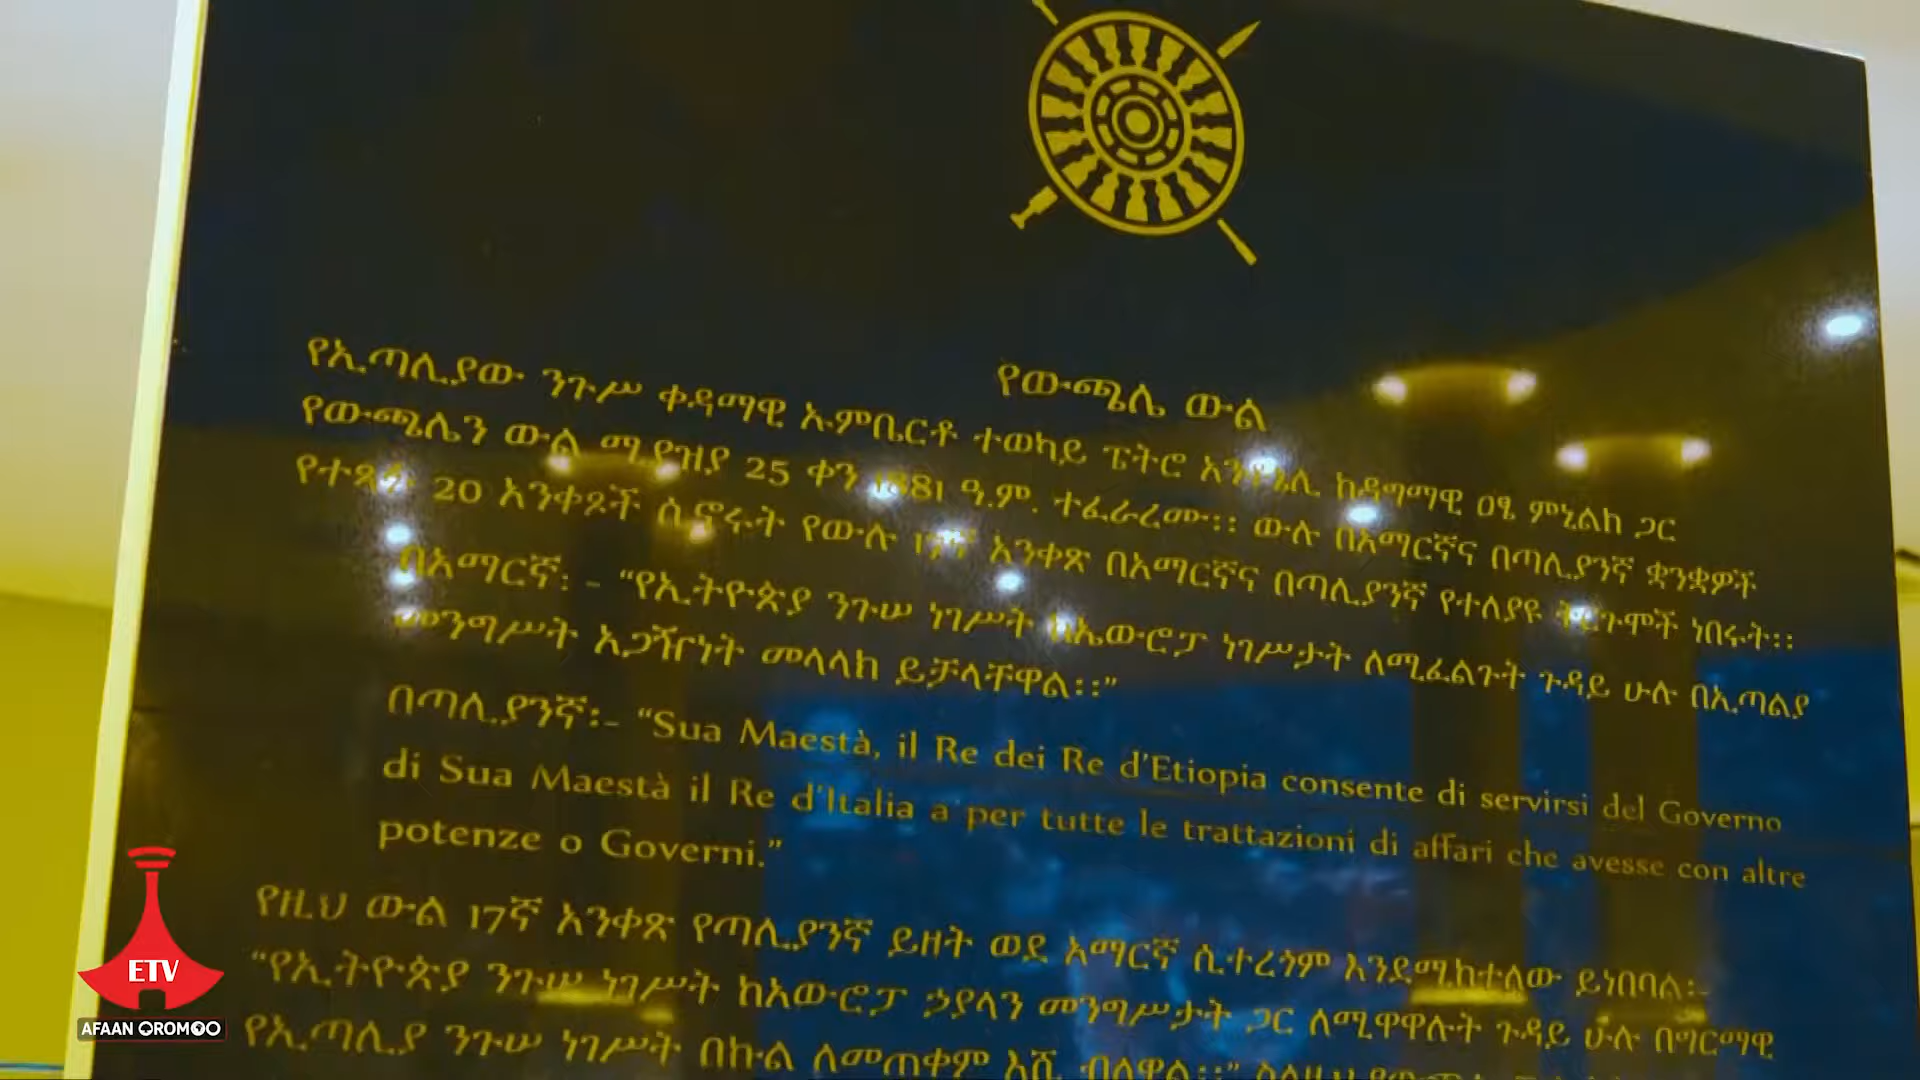 የውጫሌ ውል
የኢጣሊያው ንጉሥ ቀዳማዊ ኡምቤርቶ ተወካይ ፔትሮ አንቶኔሊ ከዳግማዊ ዐፄ ምኒልክ ጋር
የውጫሌን ውል ሚያዝያ 25 ቀን 1881 ዓ.ም. ተፈራረሙ። ውሉ በአማርኛና በጣሊያንኛ ቋንቋዎች
የተጻፉ 20 አንቀጾች ሲኖሩት የውሉ 17ኛ አንቀጽ በአማርኛና በጣሊያንኛ የተለያዩ ትርጉሞች ነበሩት።
በአማርኛ: - “የኢትዮጵያ ንጉሠ ነገሥት ከኤውሮፓ ነገሥታት ለሚፈልጉት ጉዳይ ሁሉ በኢጣልያ
መንግሥት አጋዥነት መላላክ ይቻላቸዋል።”
በጣሊያንኛ:- “Sua Maestà, il Re dei Re d'Etiopia consente di servirsi del Governo
di Sua Maestà il Re d'Italia a per tutte le trattazioni di affari che avesse con altre
potenze o Governi.”
የዚህ ውል 17ኛ አንቀጽ የጣሊያንኛ ይዘት ወደ አማርኛ ሲተረጎም እንደሚከተለው ይነበባል:-
“የኢትዮጵያ ንጉሠ ነገሥት ከአውሮፓ ኃያላን መንግሥታት ጋር ለሚዋዋሉት ጉዳይ ሁሉ በግርማዊ
የኢጣሊያ ንጉሠ ነገሥት በኩል ለመጠቀም እሺ ብለዋል።”
ETV
AFAAN OROMOO